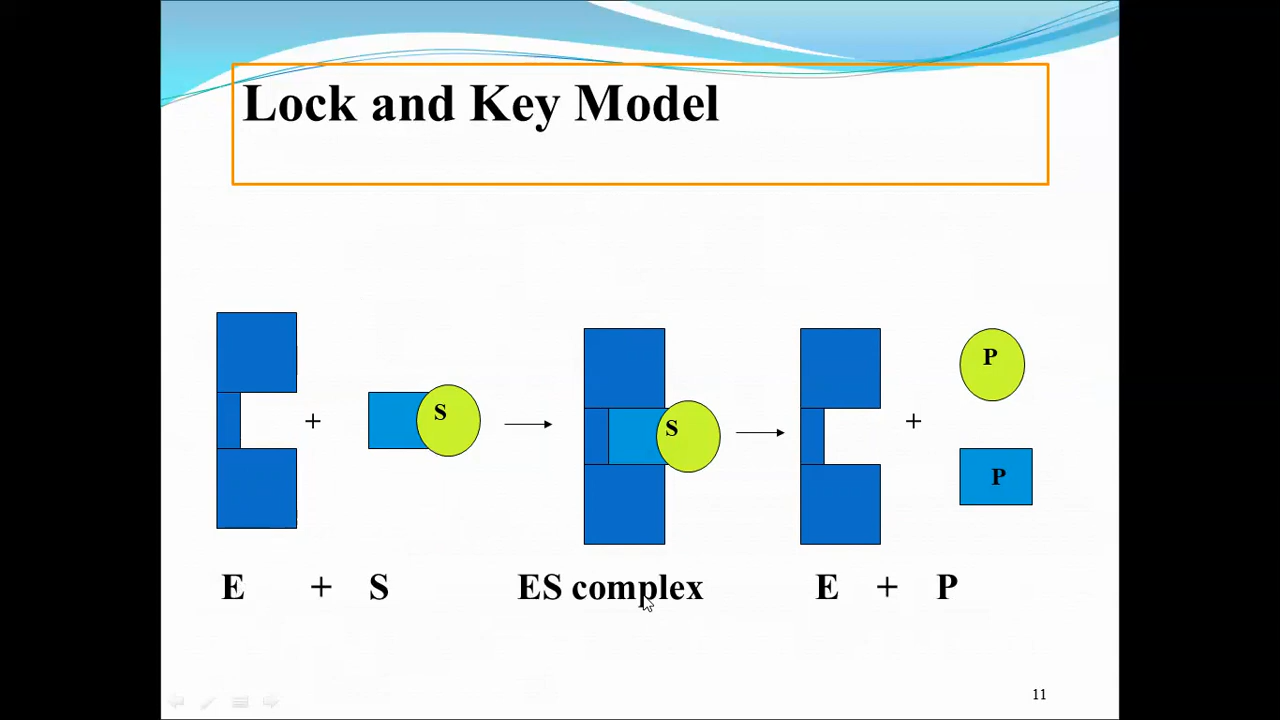 Lock and Key Model
P
S
S
+
+
P
E + S ES complex E + P
11